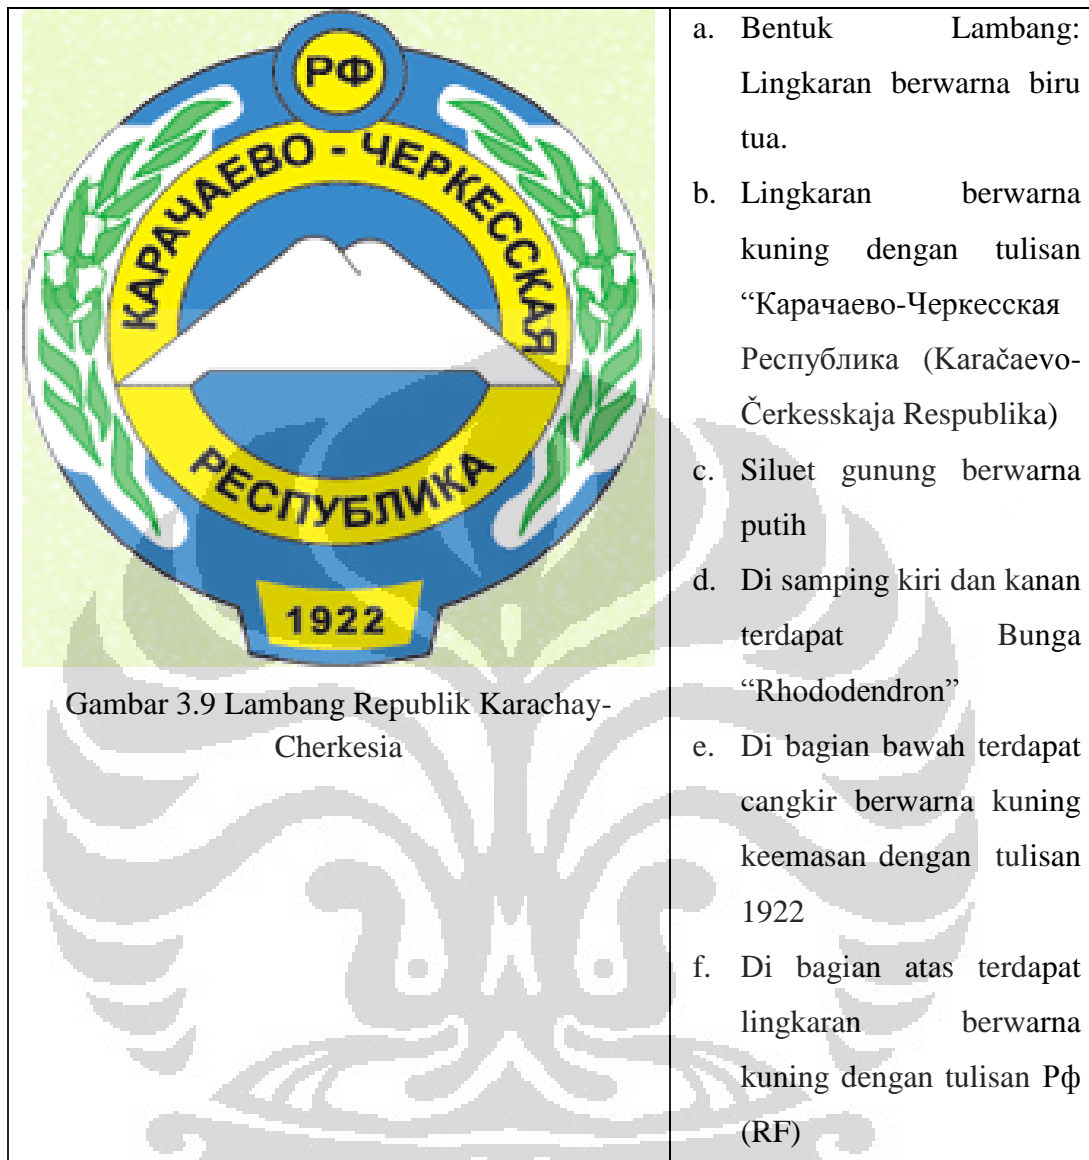 РФ
КАРАЧАЕВО - ЧЕРКЕССКАЯ
РЕСПУБЛИКА
1922
Gambar 3.9 Lambang Republik Karachay-
Cherkesia
a. Bentuk Lambang:
Lingkaran berwarna biru
tua.
b. Lingkaran berwarna
kuning dengan tulisan
“Карачаево-Черкесская
Республика (Karačaevo-
Čerkesskaja Respublika)
c. Siluet gunung berwarna
putih
d. Di samping kiri dan kanan
terdapat Bunga
“Rhododendron”
e. Di bagian bawah terdapat
cangkir berwarna kuning
keemasan dengan tulisan
1922
f. Di bagian atas terdapat
lingkaran berwarna
kuning dengan tulisan Рф
(RF)